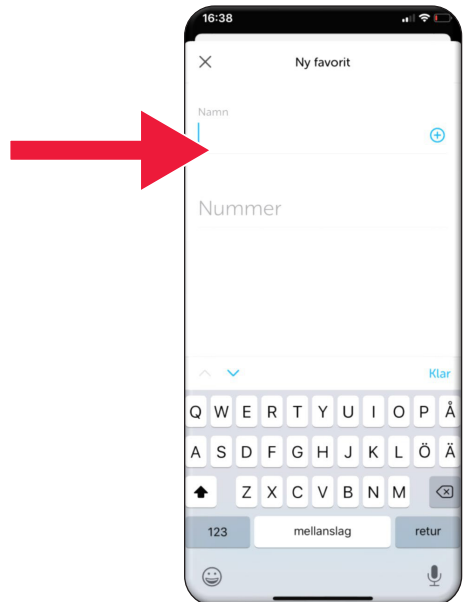 16:38
Ny favorit
Namn
Nummer
Klar
Q W E R T Y U I O P Å
A S D F G H J K L Ö Ä
Z X C V B N M
123 mellanslag retur